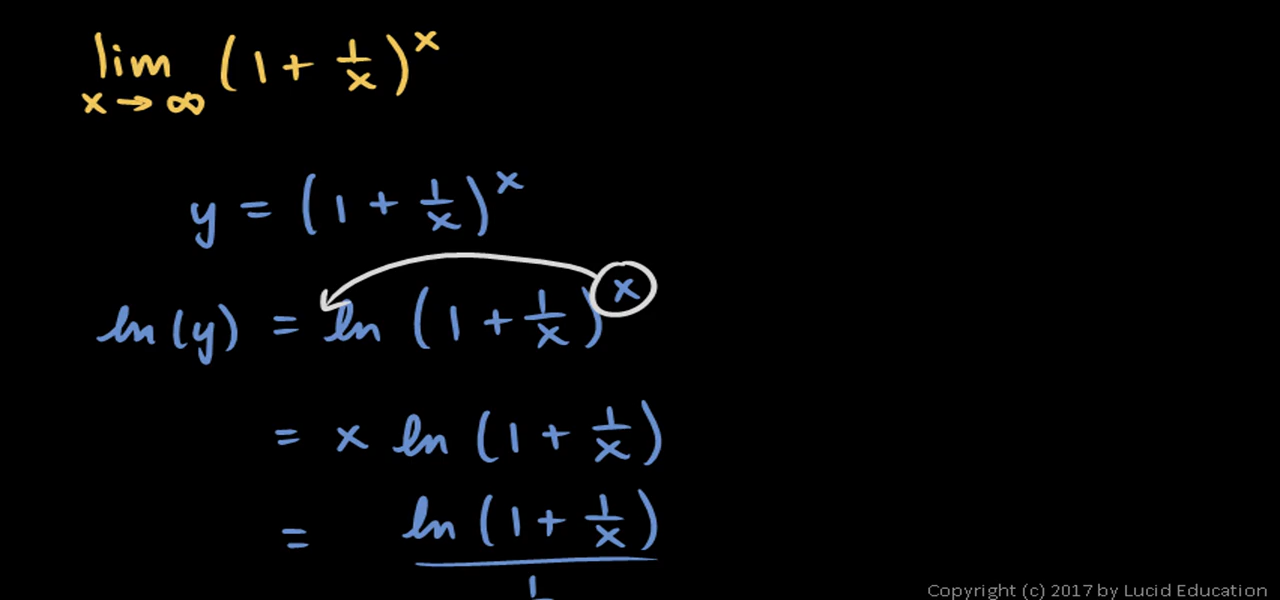 lim x→∞ (1 + 1/x)^x
y = (1 + 1/x)^x
ln(y) = ln (1 + 1/x)^x
= x ln (1 + 1/x)
= ln (1 + 1/x)
1
Copyright (c) 2017 by Lucid Education